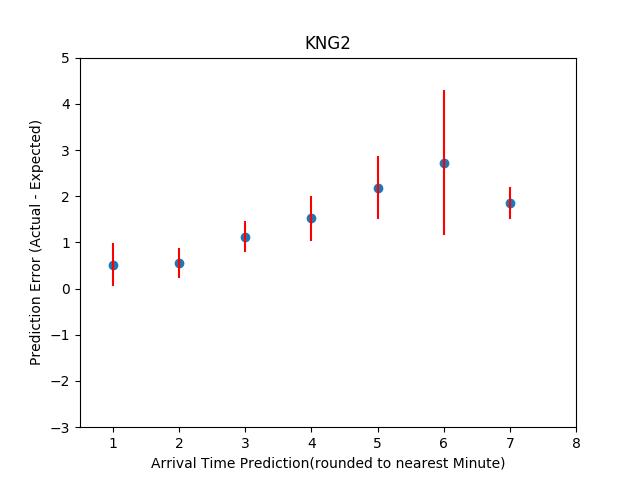 KNG2
5
4
3
2
1
0
−1
−2
−3
Prediction Error (Actual - Expected)
1 2 3 4 5 6 7 8
Arrival Time Prediction(rounded to nearest Minute)